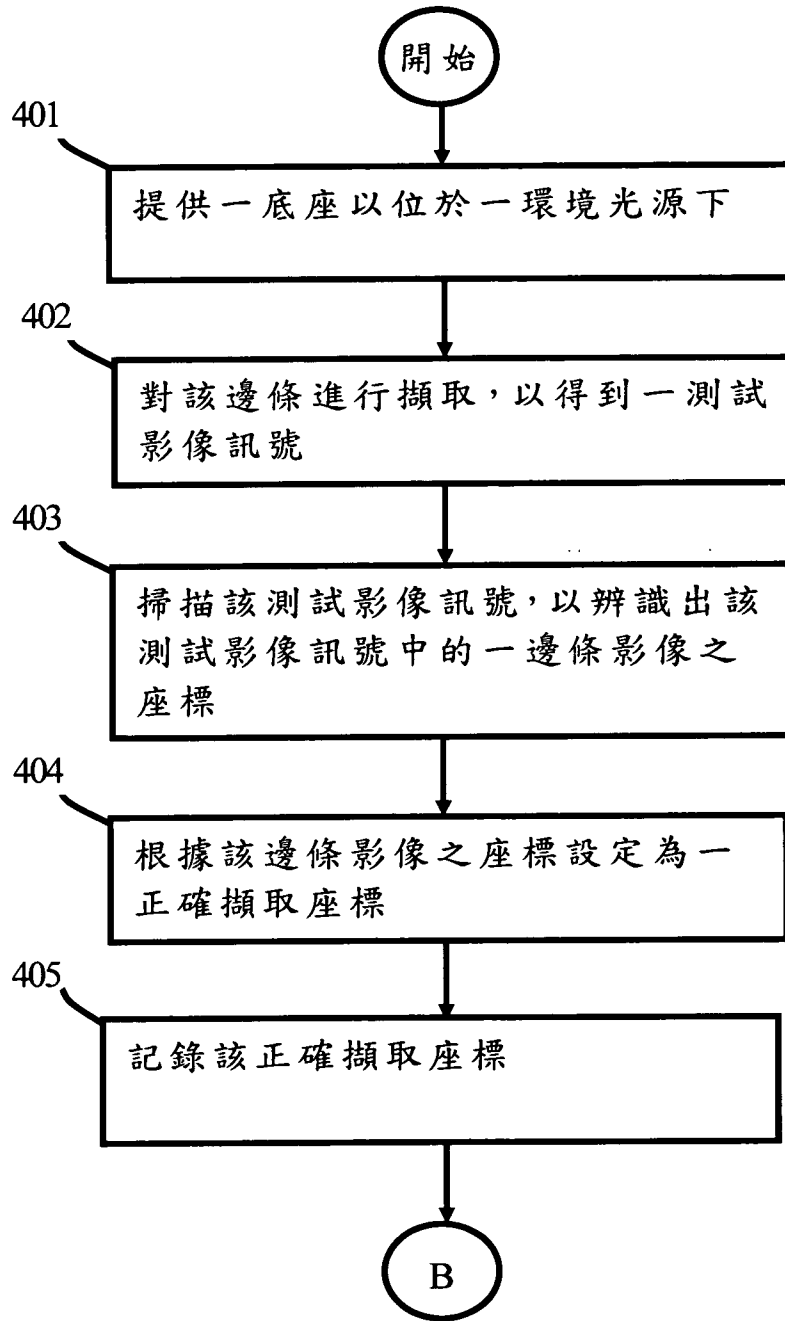 開始
401
提供一底座以位於一環境光源下
402
對該邊條進行擷取，以得到一測試
影像訊號
403
掃描該測試影像訊號，以辨識出該
測試影像訊號中的一邊條影像之
座標
404
根據該邊條影像之座標設定為一
正確擷取座標
405
記錄該正確擷取座標
B